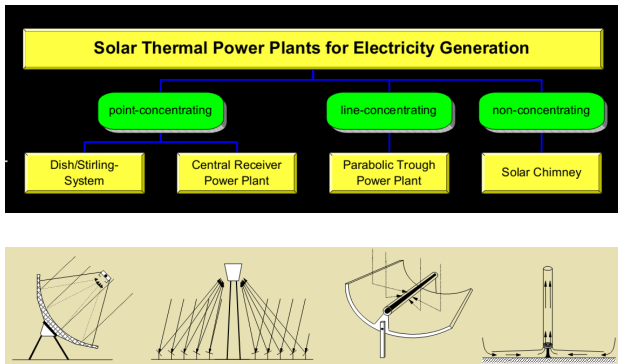 Solar Thermal Power Plants for Electricity Generation
point-concentrating
line-concentrating
non-concentrating
Dish/Stirling-
System
Central Receiver
Power Plant
Parabolic Trough
Power Plant
Solar Chimney